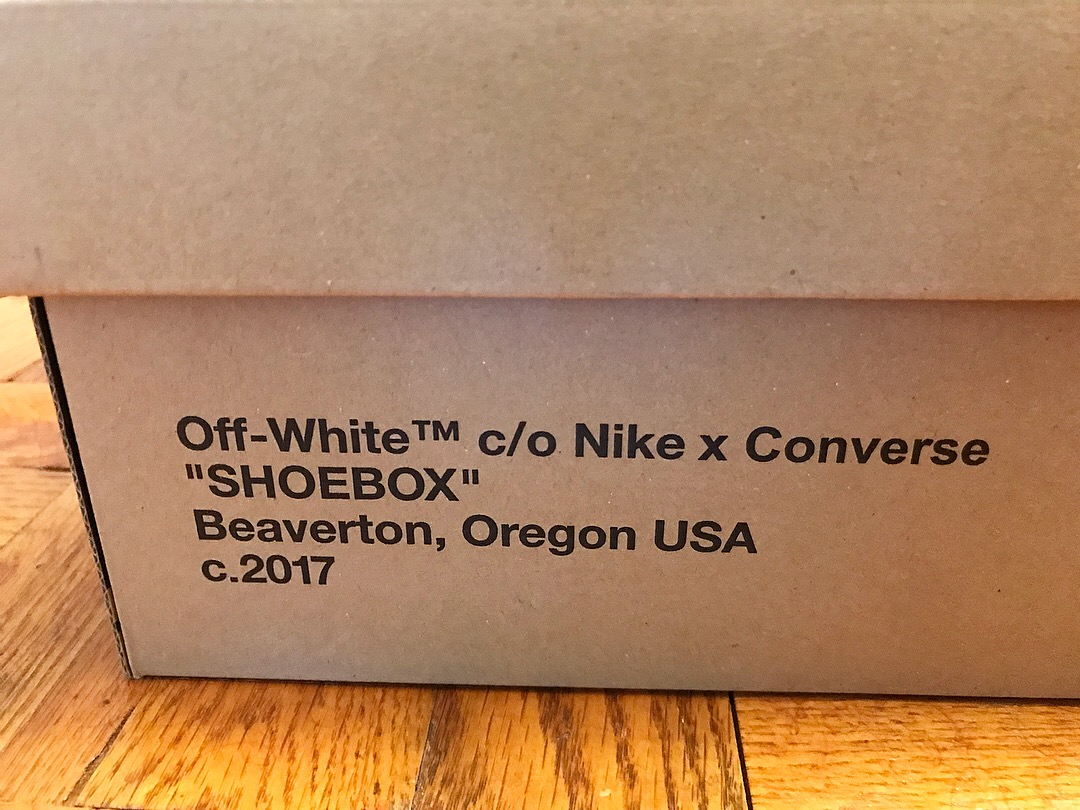 Off-White™ c/o Nike x Converse
"SHOEBOX"
Beaverton, Oregon USA
c.2017